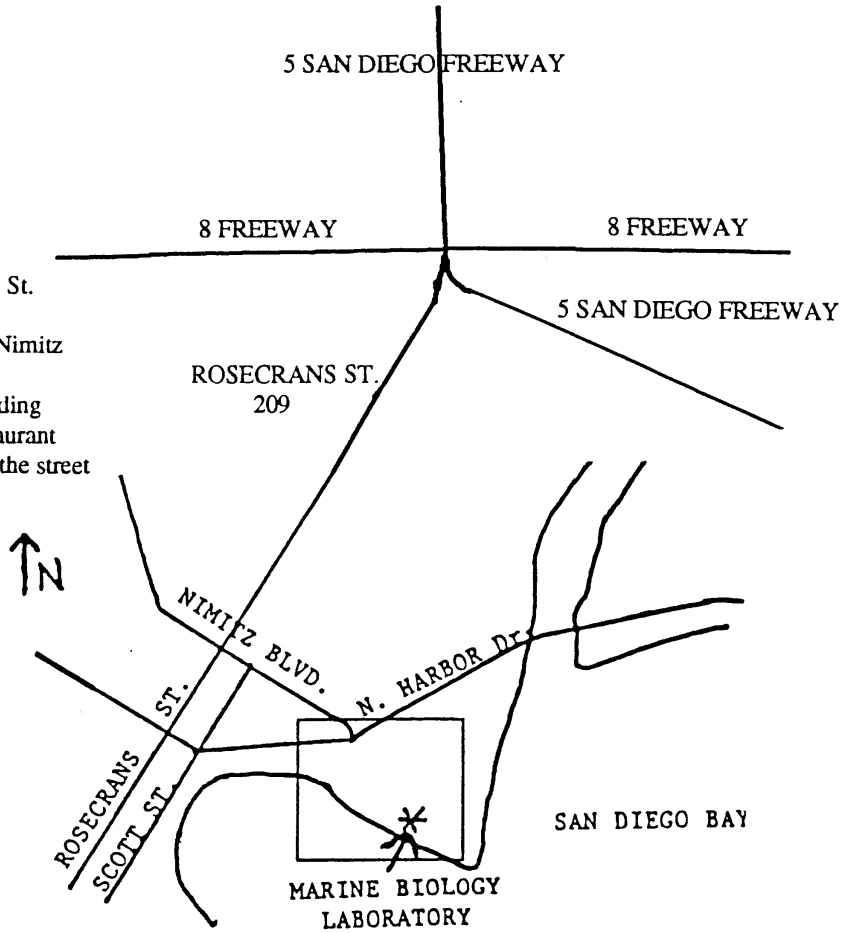 5 SAN DIEGO FREEWAY
8 FREEWAY
8 FREEWAY
St.
5 SAN DIEGO FREEWAY
Nimitz
ROSECRANS ST.
209
ding
aurant
the street
N
NIMITZ BLVD.
N. HARBOR Dr.
ROSECRANS ST.
SCOTT ST.
SAN DIEGO BAY
MARINE BIOLOGY
LABORATORY